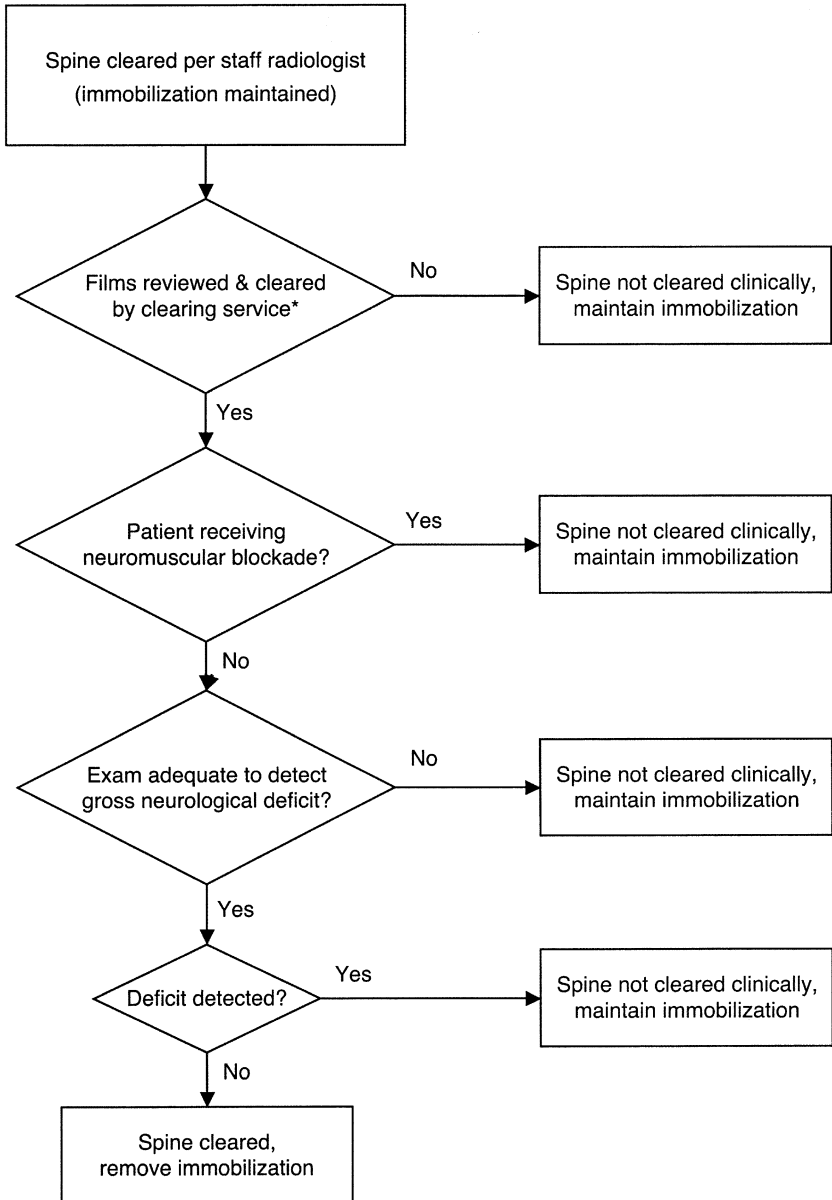 Spine cleared per staff radiologist
(immobilization maintained)
Films reviewed & cleared
by clearing service*
No
Spine not cleared clinically,
maintain immobilization
Yes
Patient receiving
neuromuscular blockade?
Yes
Spine not cleared clinically,
maintain immobilization
No
Exam adequate to detect
gross neurological deficit?
No
Spine not cleared clinically,
maintain immobilization
Yes
Deficit detected?
Yes
Spine not cleared clinically,
maintain immobilization
No
Spine cleared,
remove immobilization